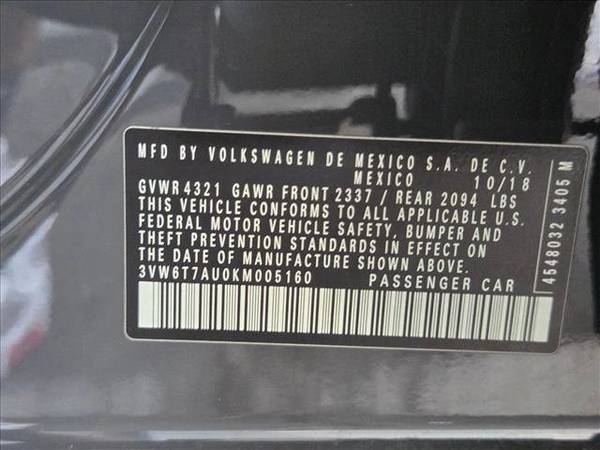 MFD BY VOLKSWAGEN DE MEXICO S.A. DE C.V.
MEXICO 10/18
GVWR 4321 GAWR FRONT 2337 / REAR 2094 LBS
THIS VEHICLE CONFORMS TO ALL APPLICABLE U.S.
FEDERAL MOTOR VEHICLE SAFETY, BUMPER AND
THEFT PREVENTION STANDARDS IN EFFECT ON
THE DATE OF MANUFACTURE SHOWN ABOVE
3VW6T7AU0KM005160 PASSENGER CAR
4548032 3405 M